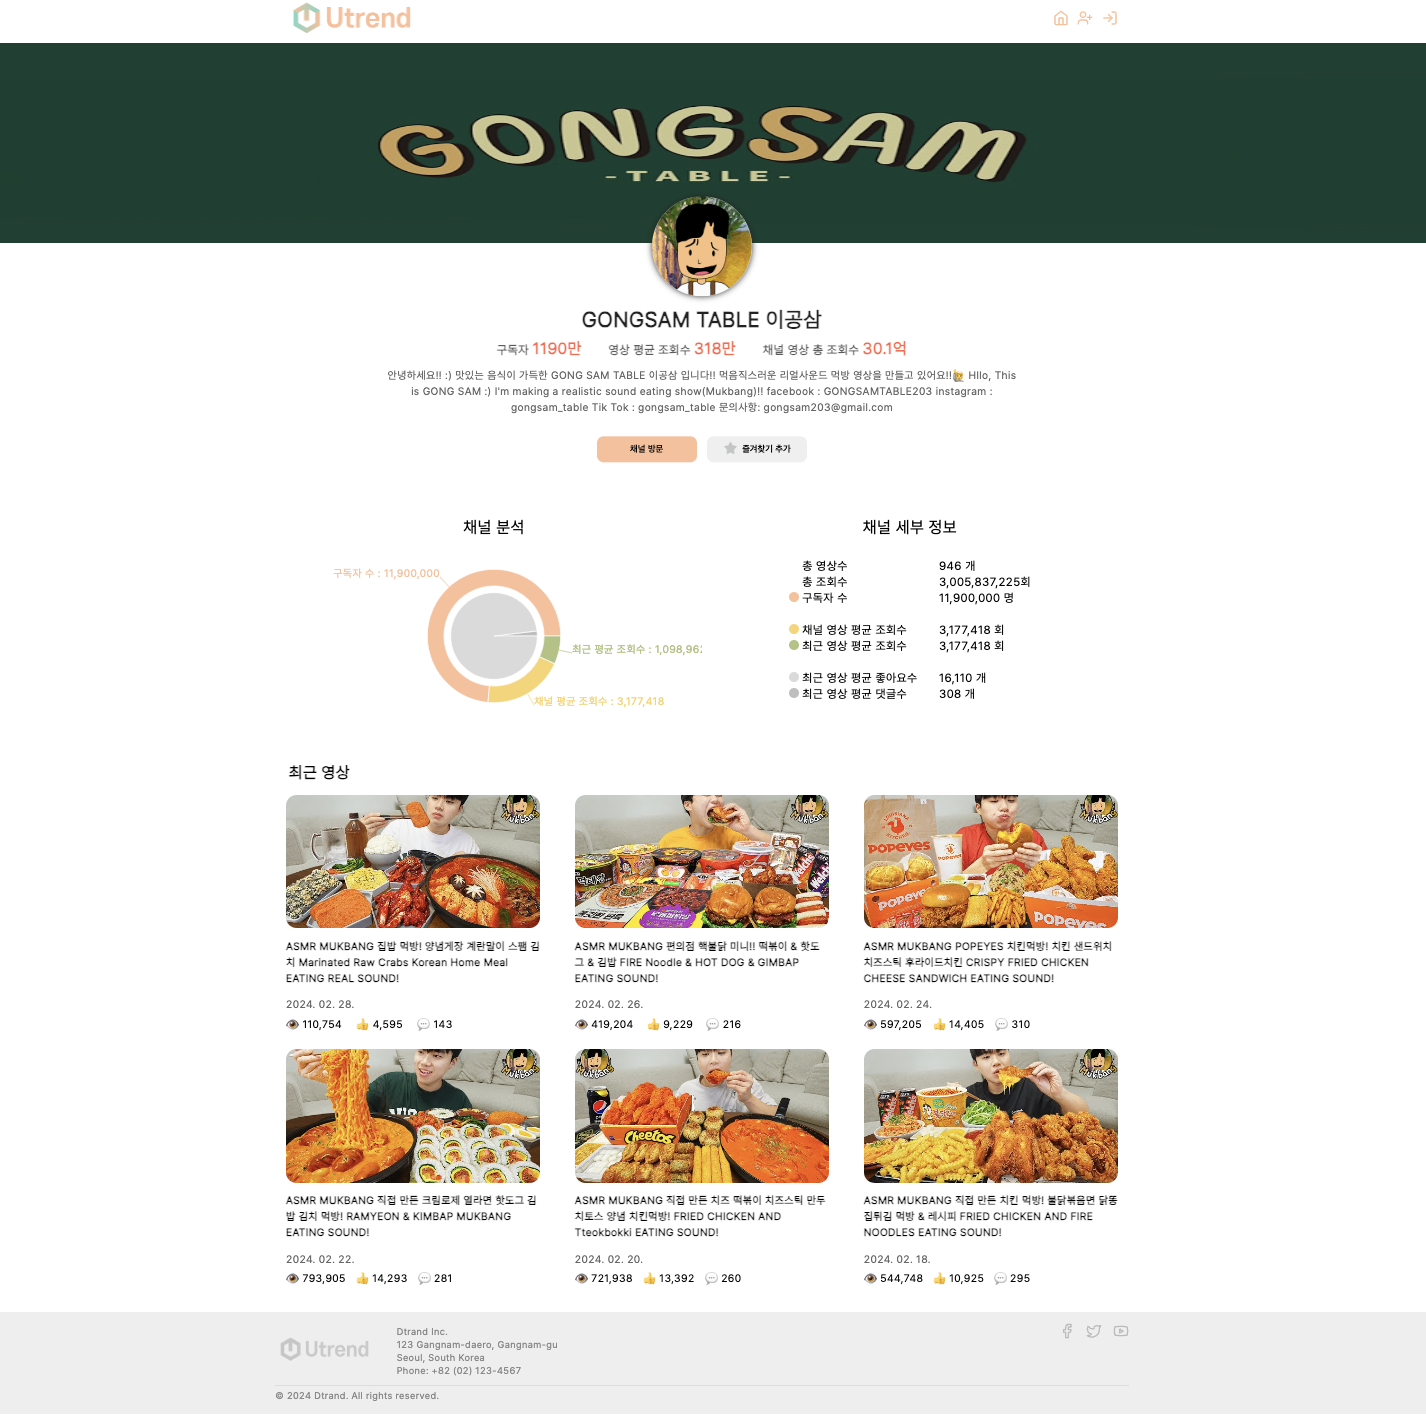 Utrend
GONGSAM
- TABLE -
GONGSAM TABLE 이공삼
구독자 1190만 영상 평균 조회수 318만 채널 영상 총 조회수 30.1억
안녕하세요!! :) 맛있는 음식이 가득한 GONG SAM TABLE 이공삼 입니다!! 먹음직스러운 리얼사운드 먹방 영상을 만들고 있어요!!🙋 Hllo, This
is GONG SAM :) I'm making a realistic sound eating show(Mukbang)!! facebook : GONGSAMTABLE203 instagram :
gongsam_table Tik Tok : gongsam_table 문의사항: gongsam203@gmail.com
채널 방문 즐겨찾기 추가
채널 분석
구독자 수 : 11,900,000
최근 평균 조회수 : 1,098,96
채널 평균 조회수 : 3,177,418
채널 세부 정보
총 영상수 946 개
총 조회수 3,005,837,225회
구독자 수 11,900,000 명
채널 영상 평균 조회수 3,177,418 회
최근 영상 평균 조회수 3,177,418 회
최근 영상 평균 좋아요수 16,110 개
최근 영상 평균 댓글수 308 개
최근 영상
Mukbang
POPEYES
POPEYES
POPEYES
ASMR MUKBANG 집밥 먹방! 양념게장 계란말이 스팸 김
치 Marinated Raw Crabs Korean Home Meal
EATING REAL SOUND!
2024. 02. 28.
👁️ 110,754 👍 4,595 💬 143
ASMR MUKBANG 편의점 핵불닭 미니!! 떡볶이 & 핫도
그 & 김밥 FIRE Noodle & HOT DOG & GIMBAP
EATING SOUND!
2024. 02. 26.
👁️ 419,204 👍 9,229 💬 216
ASMR MUKBANG POPEYES 치킨먹방! 치킨 샌드위치
치즈스틱 후라이드치킨 CRISPY FRIED CHICKEN
CHEESE SANDWICH EATING SOUND!
2024. 02. 24.
👁️ 597,205 👍 14,405 💬 310
Mukbang
Cheetos
ASMR MUKBANG 직접 만든 크림로제 열라면 핫도그 김
밥 김치 먹방! RAMYEON & KIMBAP MUKBANG
EATING SOUND!
2024. 02. 22.
👁️ 793,905 👍 14,293 💬 281
ASMR MUKBANG 직접 만든 치즈 떡볶이 치즈스틱 만두
치토스 양념 치킨먹방! FRIED CHICKEN AND
Tteokbokki EATING SOUND!
2024. 02. 20.
👁️ 721,938 👍 13,392 💬 260
ASMR MUKBANG 직접 만든 치킨 먹방! 불닭볶음면 닭똥
집튀김 먹방 & 레시피 FRIED CHICKEN AND FIRE
NOODLES EATING SOUND!
2024. 02. 18.
👁️ 544,748 👍 10,925 💬 295
Utrend
Dtrand Inc.
123 Gangnam-daero, Gangnam-gu
Seoul, South Korea
Phone: +82 (02) 123-4567
© 2024 Dtrand. All rights reserved.